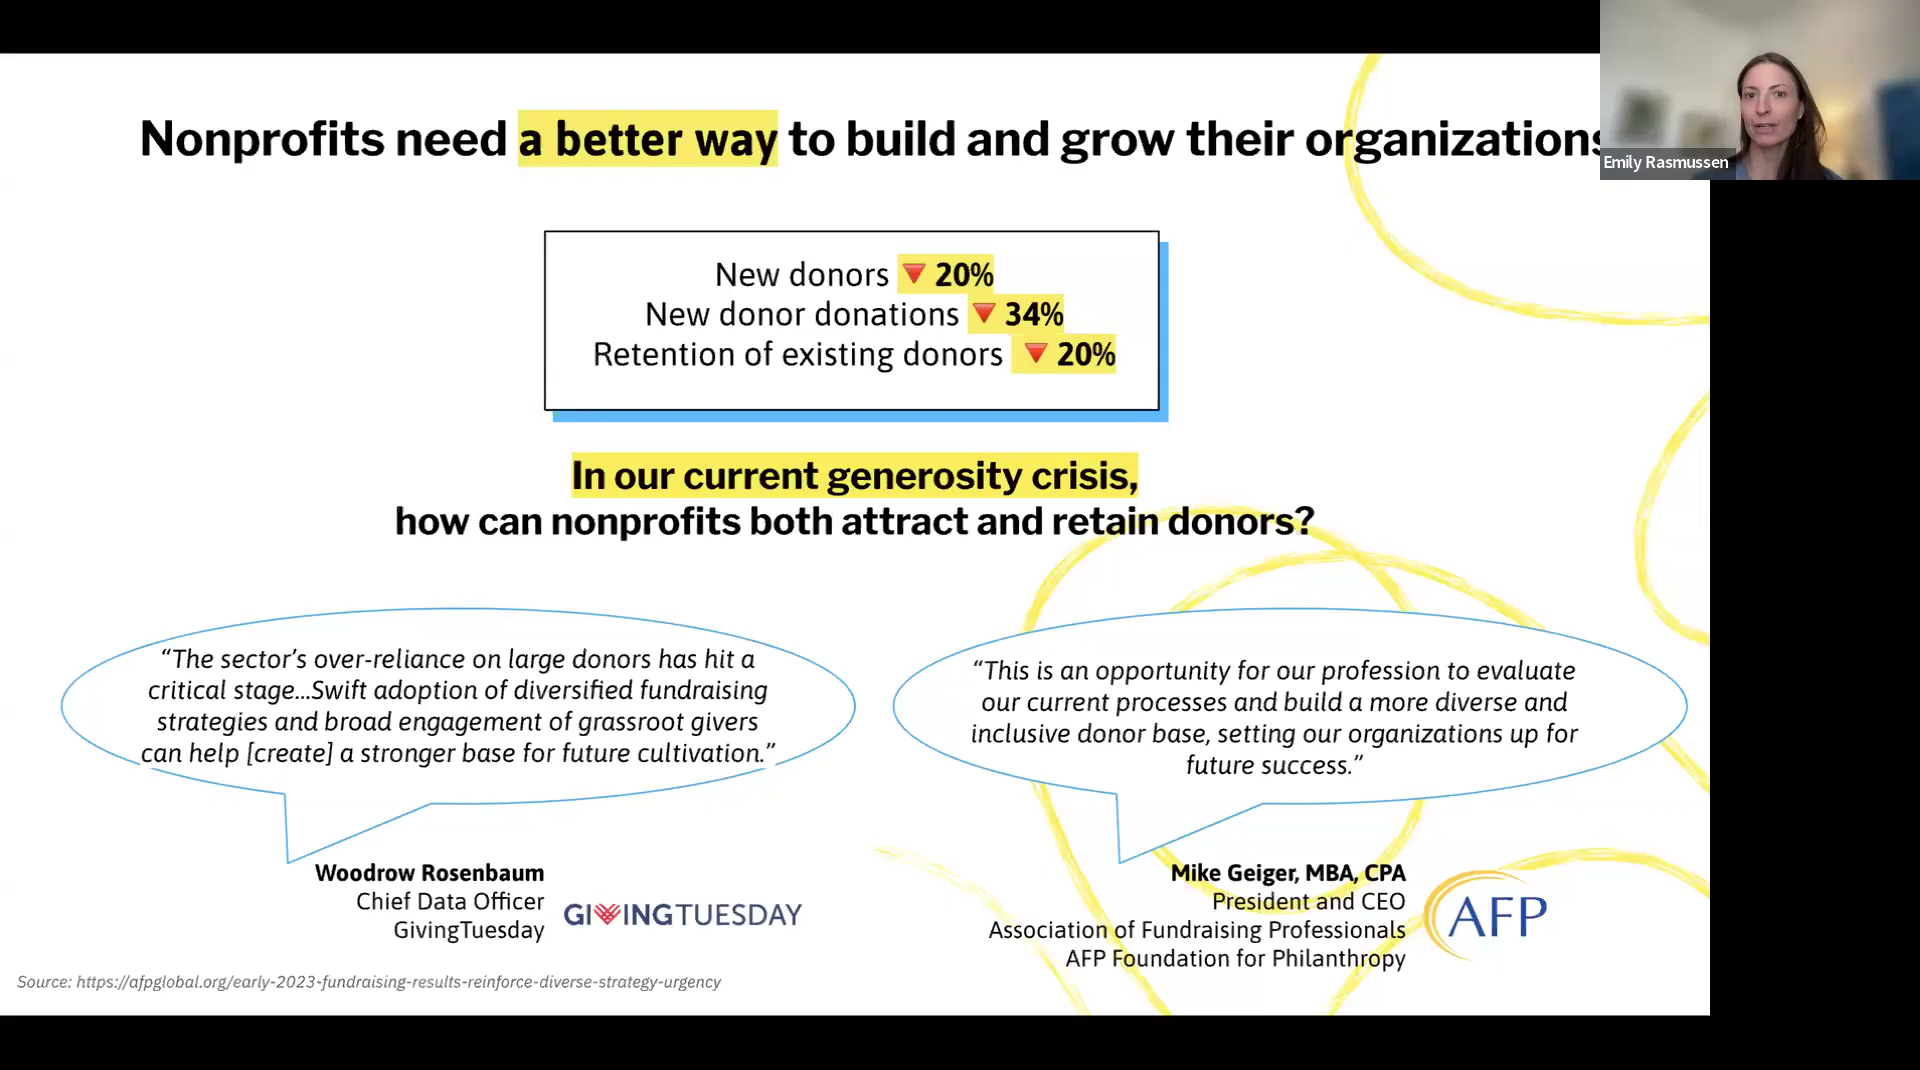 Nonprofits need a better way to build and grow their organizations
Emily Rasmussen
New donors 🔻 20%
New donor donations 🔻 34%
Retention of existing donors 🔻 20%
In our current generosity crisis,
how can nonprofits both attract and retain donors?
“The sector’s over-reliance on large donors has hit a
critical stage...Swift adoption of diversified fundraising
strategies and broad engagement of grassroot givers
can help [create] a stronger base for future cultivation.”
“This is an opportunity for our profession to evaluate
our current processes and build a more diverse and
inclusive donor base, setting our organizations up for
future success.”
Woodrow Rosenbaum
Chief Data Officer
GivingTuesday
GIVINGTUESDAY
Mike Geiger, MBA, CPA
President and CEO
Association of Fundraising Professionals
AFP Foundation for Philanthropy
AFP
Source: https://afpglobal.org/early-2023-fundraising-results-reinforce-diverse-strategy-urgency